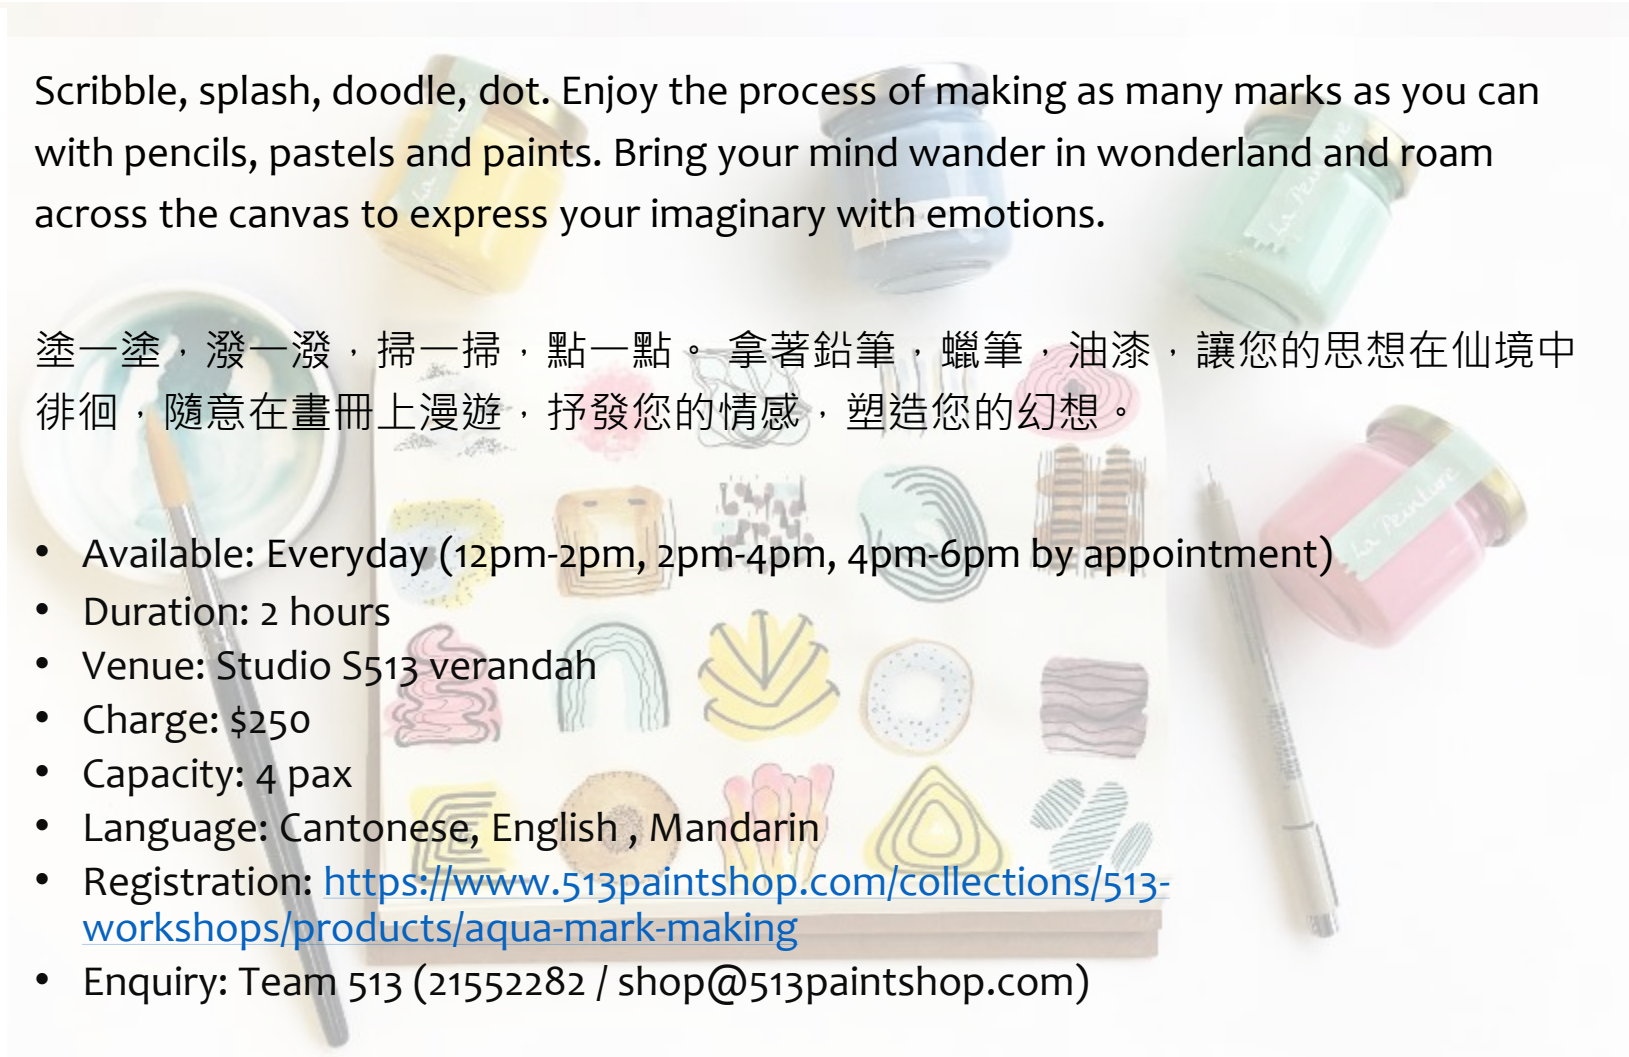 Scribble, splash, doodle, dot. Enjoy the process of making as many marks as you can
with pencils, pastels and paints. Bring your mind wander in wonderland and roam
across the canvas to express your imaginary with emotions.
塗一塗，潑一潑，掃一掃，點一點。 拿著鉛筆，蠟筆，油漆，讓您的思想在仙境中
徘徊，隨意在畫冊上漫遊，抒發您的情感，塑造您的幻想。
• Available: Everyday (12pm-2pm, 2pm-4pm, 4pm-6pm by appointment)
• Duration: 2 hours
• Venue: Studio S513 verandah
• Charge: $250
• Capacity: 4 pax
• Language: Cantonese, English , Mandarin
• Registration: https://www.513paintshop.com/collections/513-
workshops/products/aqua-mark-making
• Enquiry: Team 513 (21552282 / shop@513paintshop.com)
La Peinture
La Peinture
La Peinture